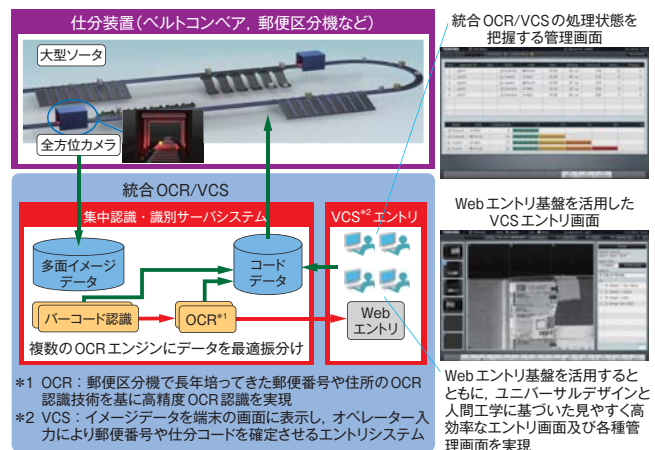 仕分装置（ベルトコンベア，郵便区分機など）
大型ソータ
全方位カメラ
統合OCR/VCSの処理状態を
把握する管理画面
統合OCR/VCS
集中認識・識別サーバシステム
VCS*2エントリ
多面イメージ
データ
コード
データ
バーコード認識
OCR*1
Web
エントリ
複数のOCRエンジンにデータを最適振分け
Webエントリ基盤を活用した
VCSエントリ画面
Webエントリ基盤を活用するとと
もに，ユニバーサルデザインと
人間工学に基づいた見やすく高
効率なエントリ画面及び各種管
理画面を実現
*1 OCR：郵便区分機で長年培ってきた郵便番号や住所のOCR
認識技術を基に高精度OCR認識を実現
*2 VCS：イメージデータを端末の画面に表示し，オペレーター入
力により郵便番号や仕分コードを確定させるエントリシステム